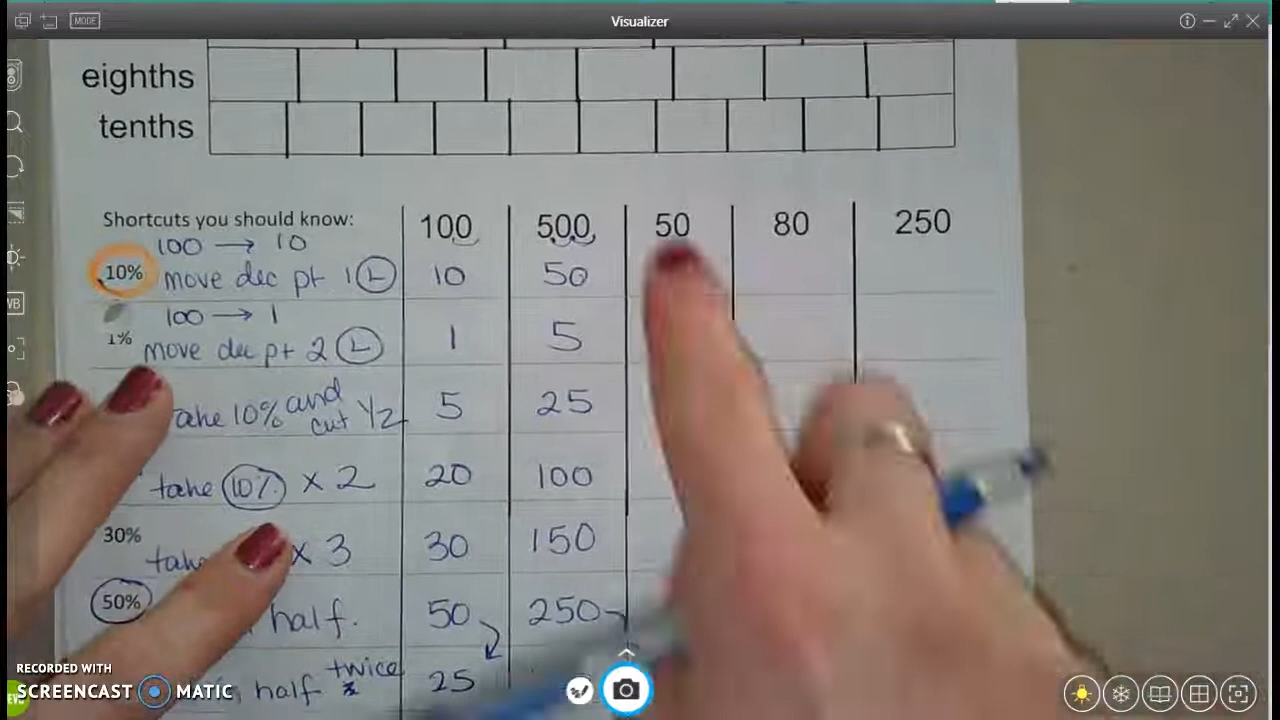 MODE
Visualizer
eighths
tenths
Shortcuts you should know: 100 500 50 80 250
100 → 10
10% move dec pt 1 L 10 50
100 → 1
1% move dec pt 2 L 1 5
take 10% and cut 1/2 5 25
take 10% x 2 20 100
30% x 3 30 150
50% half. 50 250
half twice 25
RECORDED WITH
SCREENCAST MATIC